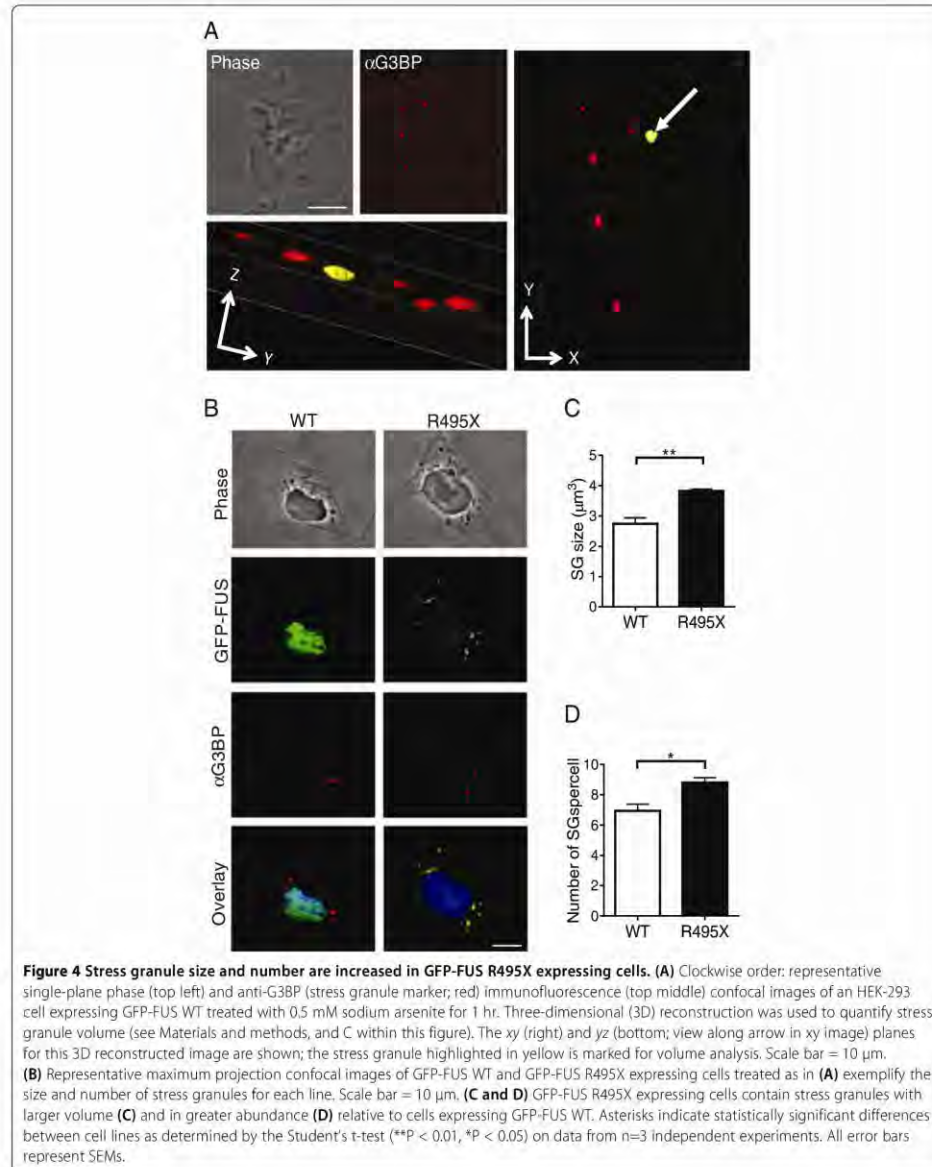 A
Phase
αG3BP
Z
Y
Y
X
B
WT
R495X
Phase
GFP-FUS
αG3BP
Overlay
C
SG size (μm³)
5
4
3
2
1
0
**
WT
R495X
D
Number of SGspercell
10
8
6
4
2
0
*
WT
R495X
Figure 4 Stress granule size and number are increased in GFP-FUS R495X expressing cells. (A) Clockwise order: representative
single-plane phase (top left) and anti-G3BP (stress granule marker; red) immunofluorescence (top middle) confocal images of an HEK-293
cell expressing GFP-FUS WT treated with 0.5 mM sodium arsenite for 1 hr. Three-dimensional (3D) reconstruction was used to quantify stress
granule volume (see Materials and methods, and C within this figure). The xy (right) and yz (bottom; view along arrow in xy image) planes
for this 3D reconstructed image are shown; the stress granule highlighted in yellow is marked for volume analysis. Scale bar = 10 μm.
(B) Representative maximum projection confocal images of GFP-FUS WT and GFP-FUS R495X expressing cells treated as in (A) exemplify the
size and number of stress granules for each line. Scale bar = 10 μm. (C and D) GFP-FUS R495X expressing cells contain stress granules with
larger volume (C) and in greater abundance (D) relative to cells expressing GFP-FUS WT. Asterisks indicate statistically significant differences
between cell lines as determined by the Student's t-test (**P < 0.01, *P < 0.05) on data from n=3 independent experiments. All error bars
represent SEMs.